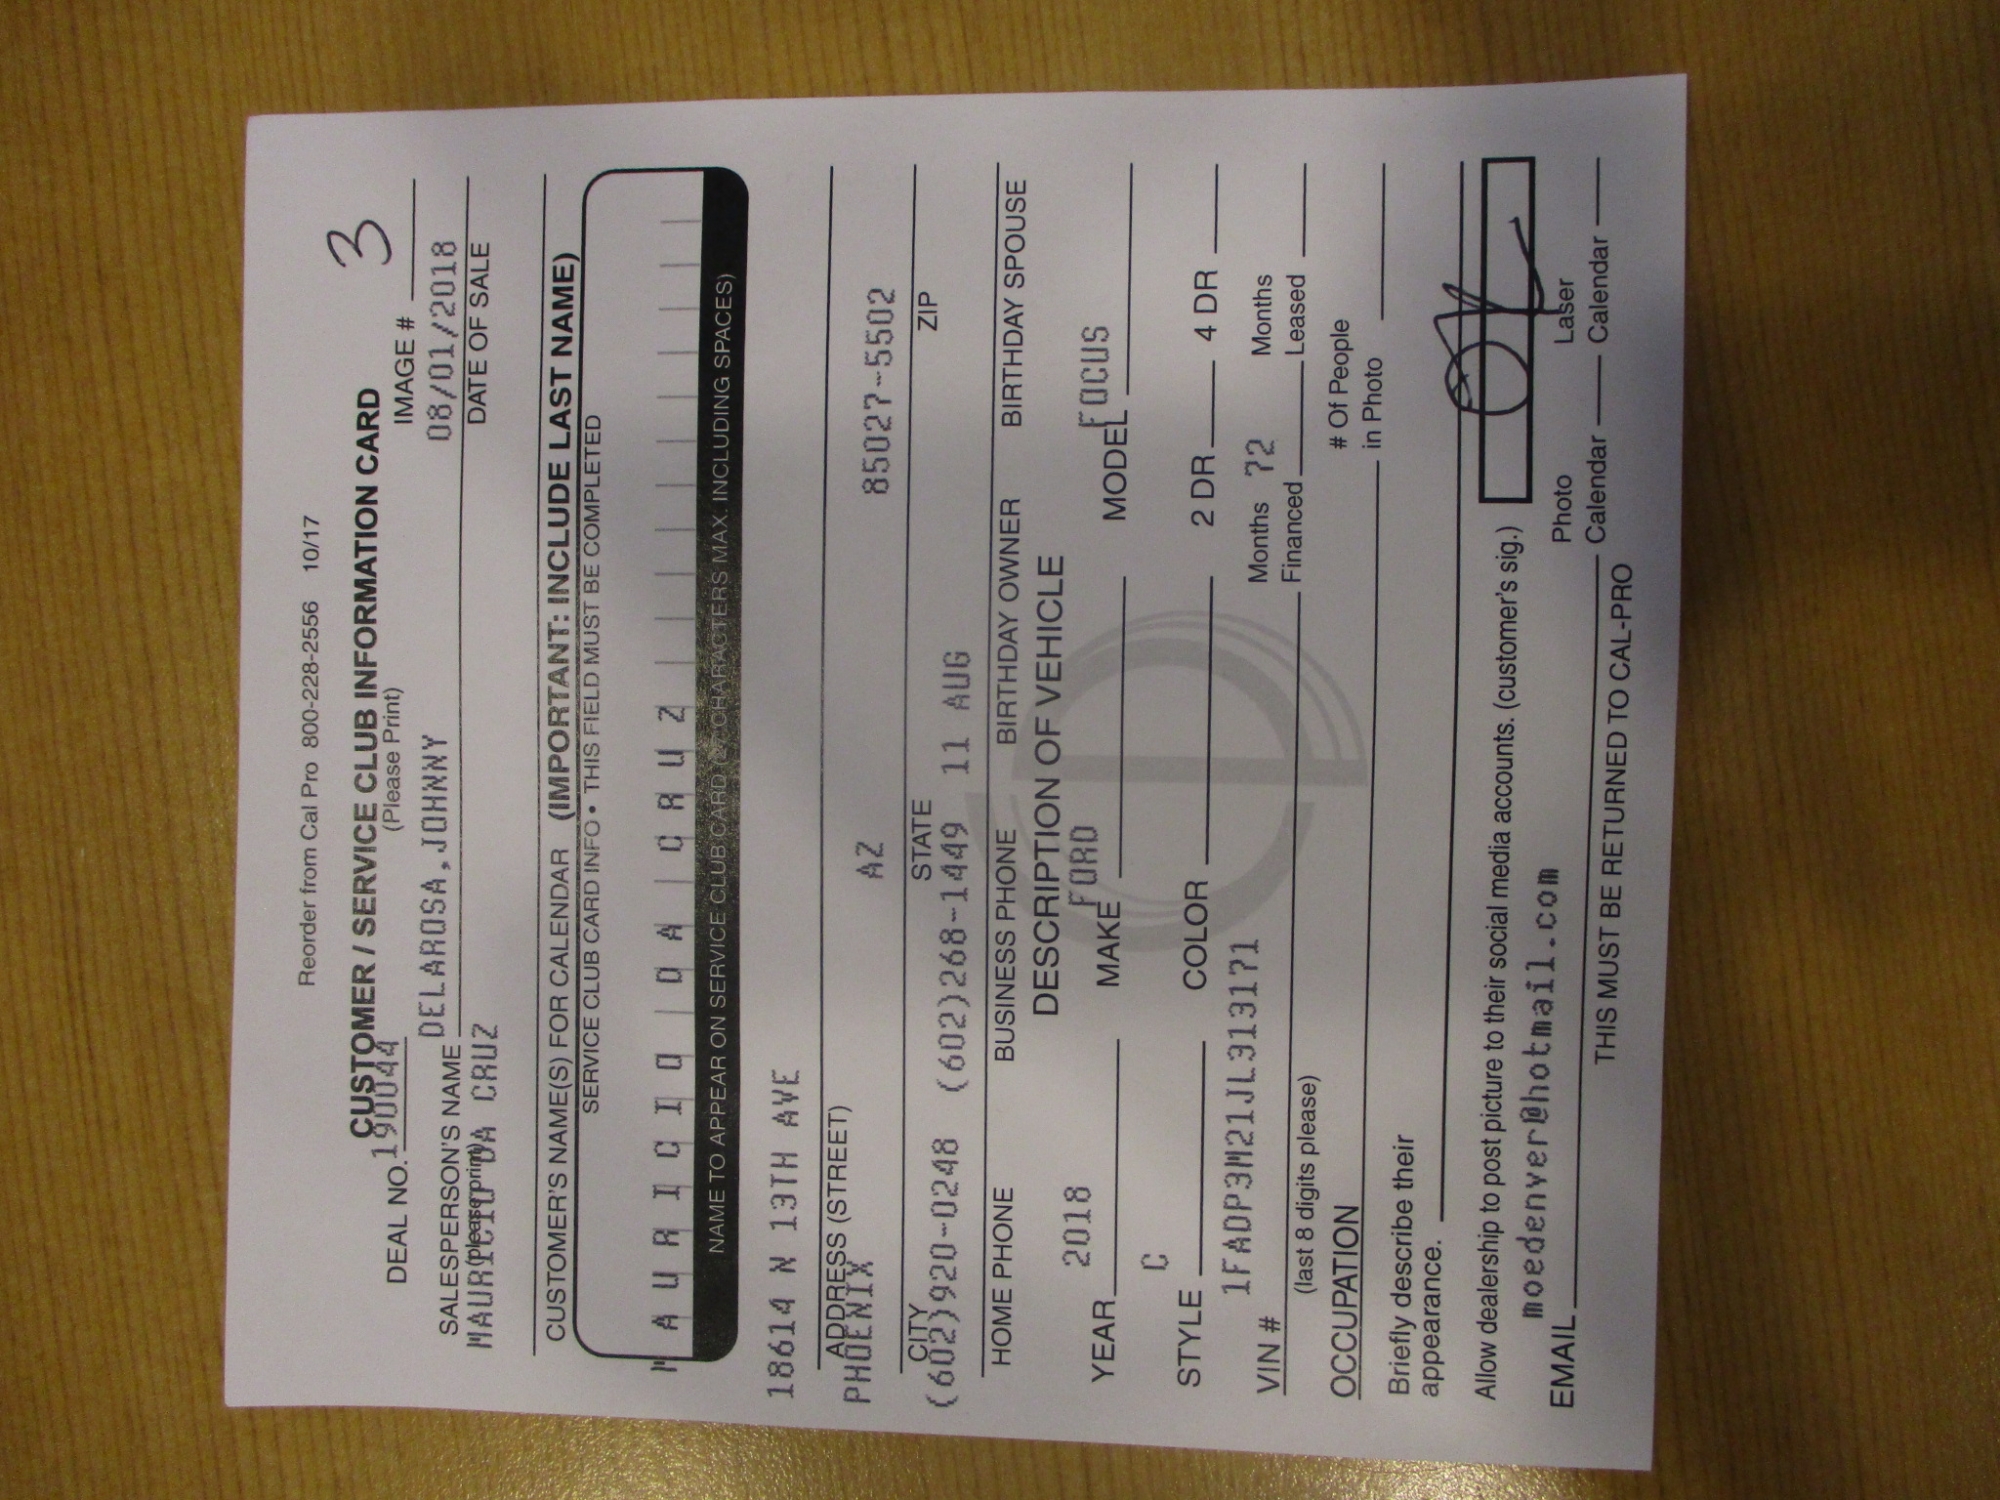 Reorder from Cal Pro 800-228-2556 10/17
CUSTOMER / SERVICE CLUB INFORMATION CARD
(Please Print)
3
DEAL NO. 190044 IMAGE #
DELAROSA,JOHNNY 08/01/2018
SALESPERSON'S NAME DATE OF SALE
(please print)
MAURICIO DA CRUZ
CUSTOMER'S NAME(S) FOR CALENDAR (IMPORTANT: INCLUDE LAST NAME)
SERVICE CLUB CARD INFO • THIS FIELD MUST BE COMPLETED
MAURICIO DA CRUZ
NAME TO APPEAR ON SERVICE CLUB CARD CHARACTERS MAX. INCLUDING SPACES)
18614 N 13TH AVE
ADDRESS (STREET)
PHOENIX AZ 85027-5502
CITY STATE ZIP
(602)920-0248 (602)268-1449 11 AUG
HOME PHONE BUSINESS PHONE BIRTHDAY OWNER BIRTHDAY SPOUSE
DESCRIPTION OF VEHICLE
YEAR 2018 MAKE FORD MODEL FOCUS
STYLE C COLOR 2 DR 4 DR
VIN # 1FADP3M21JL313171 Months Financed 72 Months Leased
(last 8 digits please)
OCCUPATION # Of People in Photo
Briefly describe their
appearance.
Allow dealership to post picture to their social media accounts. (customer's sig.)
EMAIL moedenver@hotmail.com Photo Calendar Laser Calendar
THIS MUST BE RETURNED TO CAL-PRO